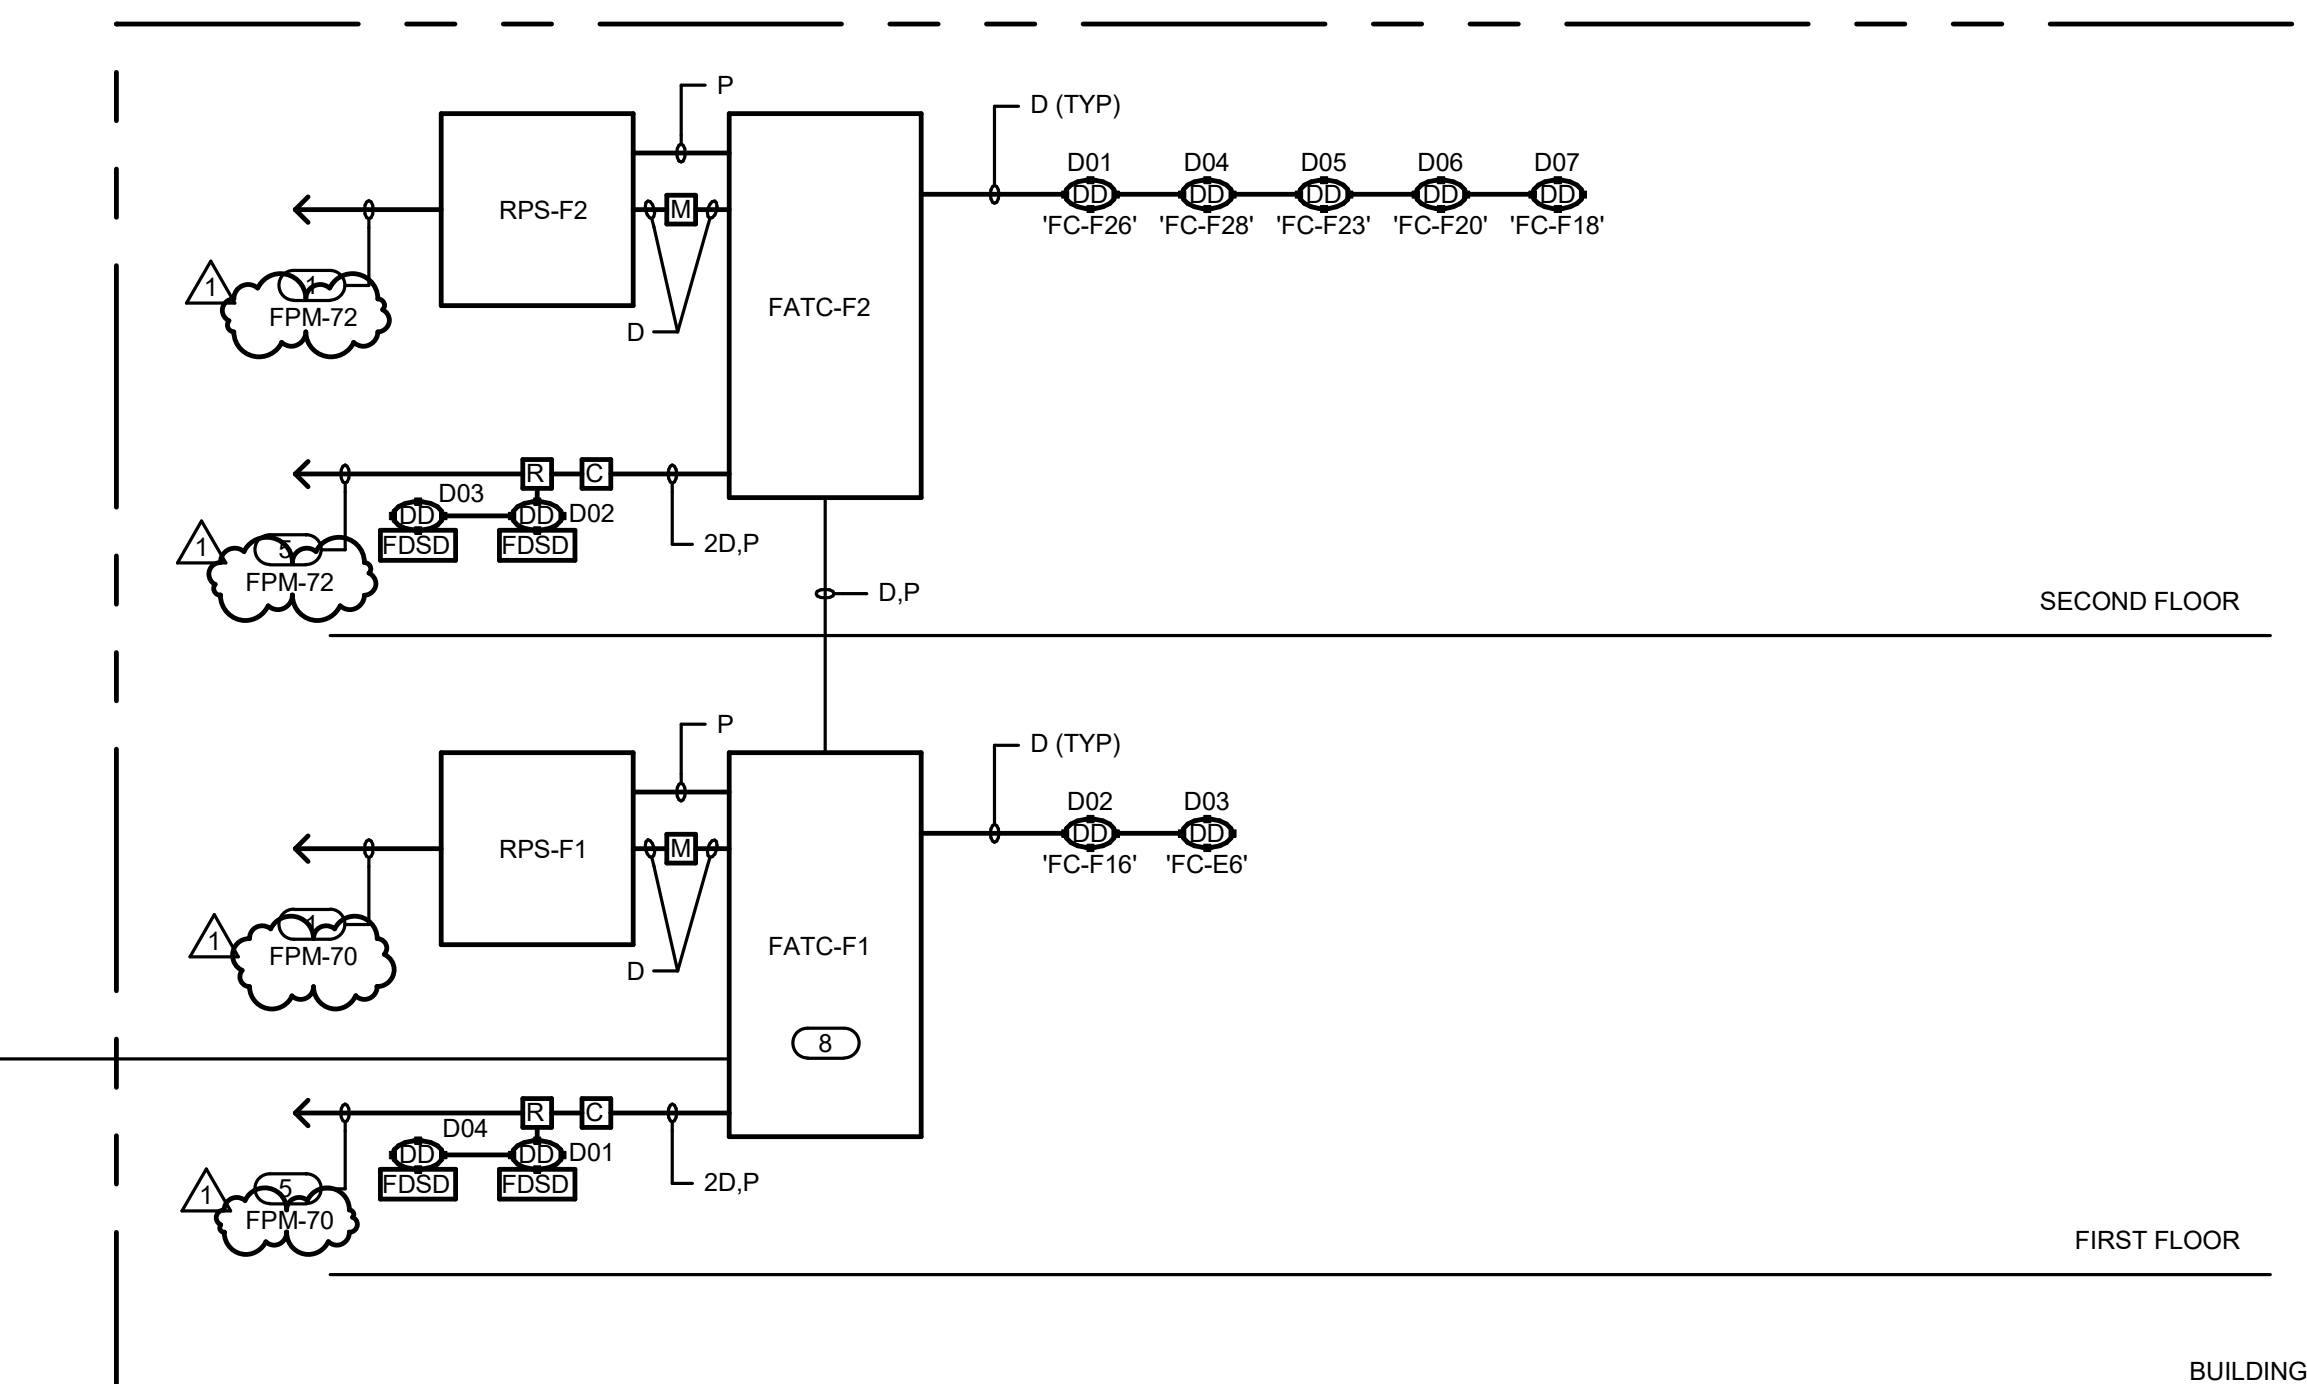 P
D (TYP)
D01 D04 D05 D06 D07
DD DD DD DD DD
'FC-F26' 'FC-F28' 'FC-F23' 'FC-F20' 'FC-F18'
RPS-F2
M
1
1
FPM-72
D
FATC-F2
R C
D03
DD DD D02
FDSD FDSD
2D,P
1
5
FPM-72
D,P
SECOND FLOOR
P
D (TYP)
D02 D03
DD DD
'FC-F16' 'FC-E6'
RPS-F1
M
1
1
FPM-70
D
FATC-F1
8
R C
D04
DD DD D01
FDSD FDSD
2D,P
1
5
FPM-70
FIRST FLOOR
BUILDING